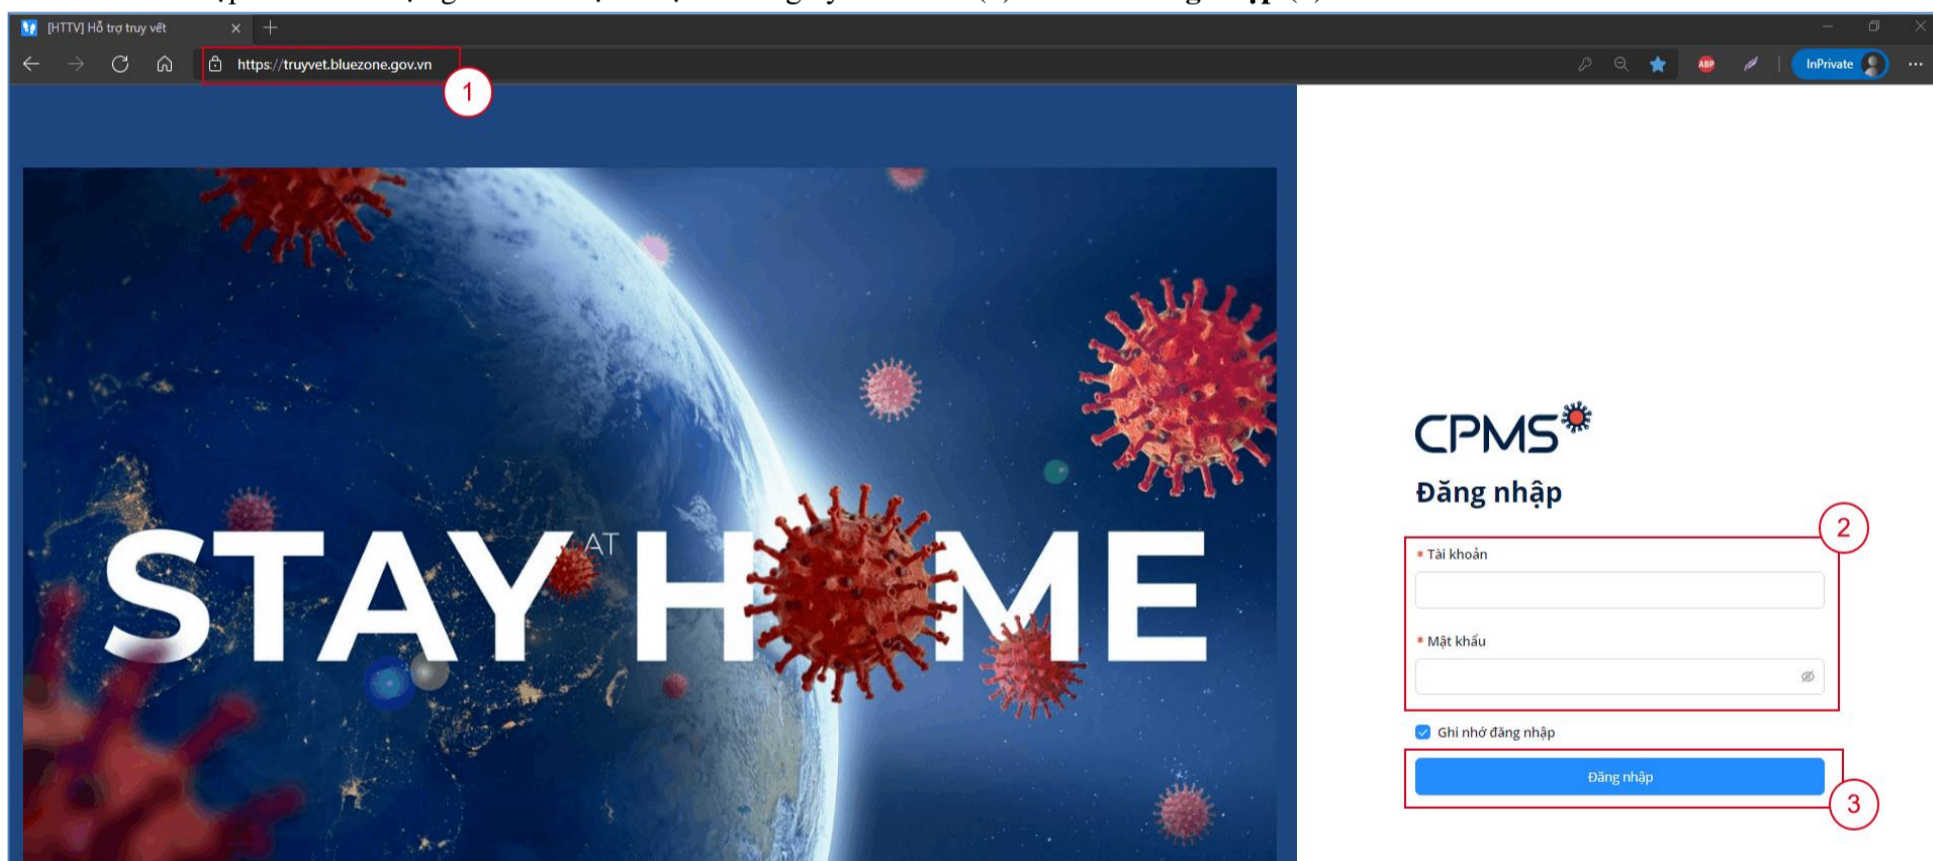 [HTTV] Hỗ trợ truy vết
https://truyvet.bluezone.gov.vn
ABP
InPrivate
1
STAY AT HOME
CPMS
Đăng nhập
2
* Tài khoản
* Mật khẩu
Ghi nhớ đăng nhập
Đăng nhập
3